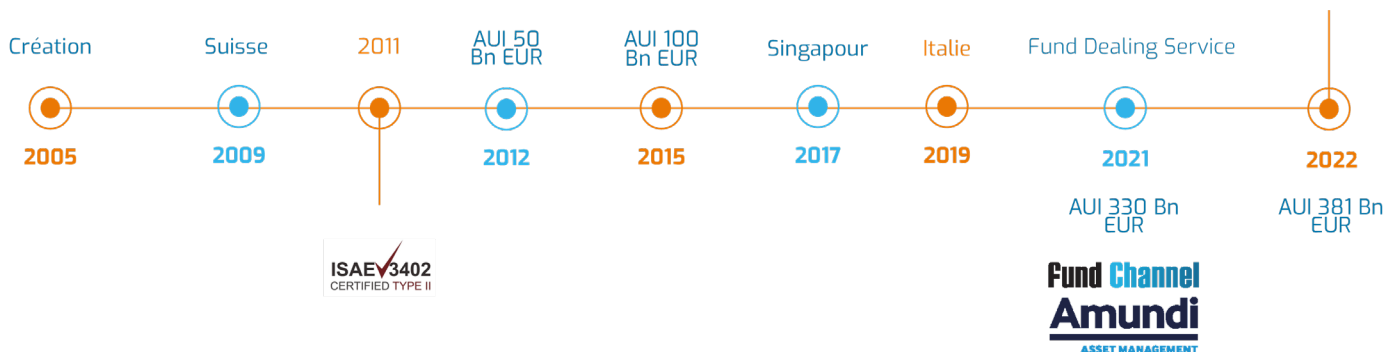 Création
Suisse
2011
AUI 50
Bn EUR
AUI 100
Bn EUR
Singapour
Italie
Fund Dealing Service
2005
2009
2012
2015
2017
2019
2021
2022
AUI 330 Bn
EUR
AUI 381 Bn
EUR
ISAE 3402
CERTIFIED TYPE II
Fund Channel
Amundi
ASSET MANAGEMENT